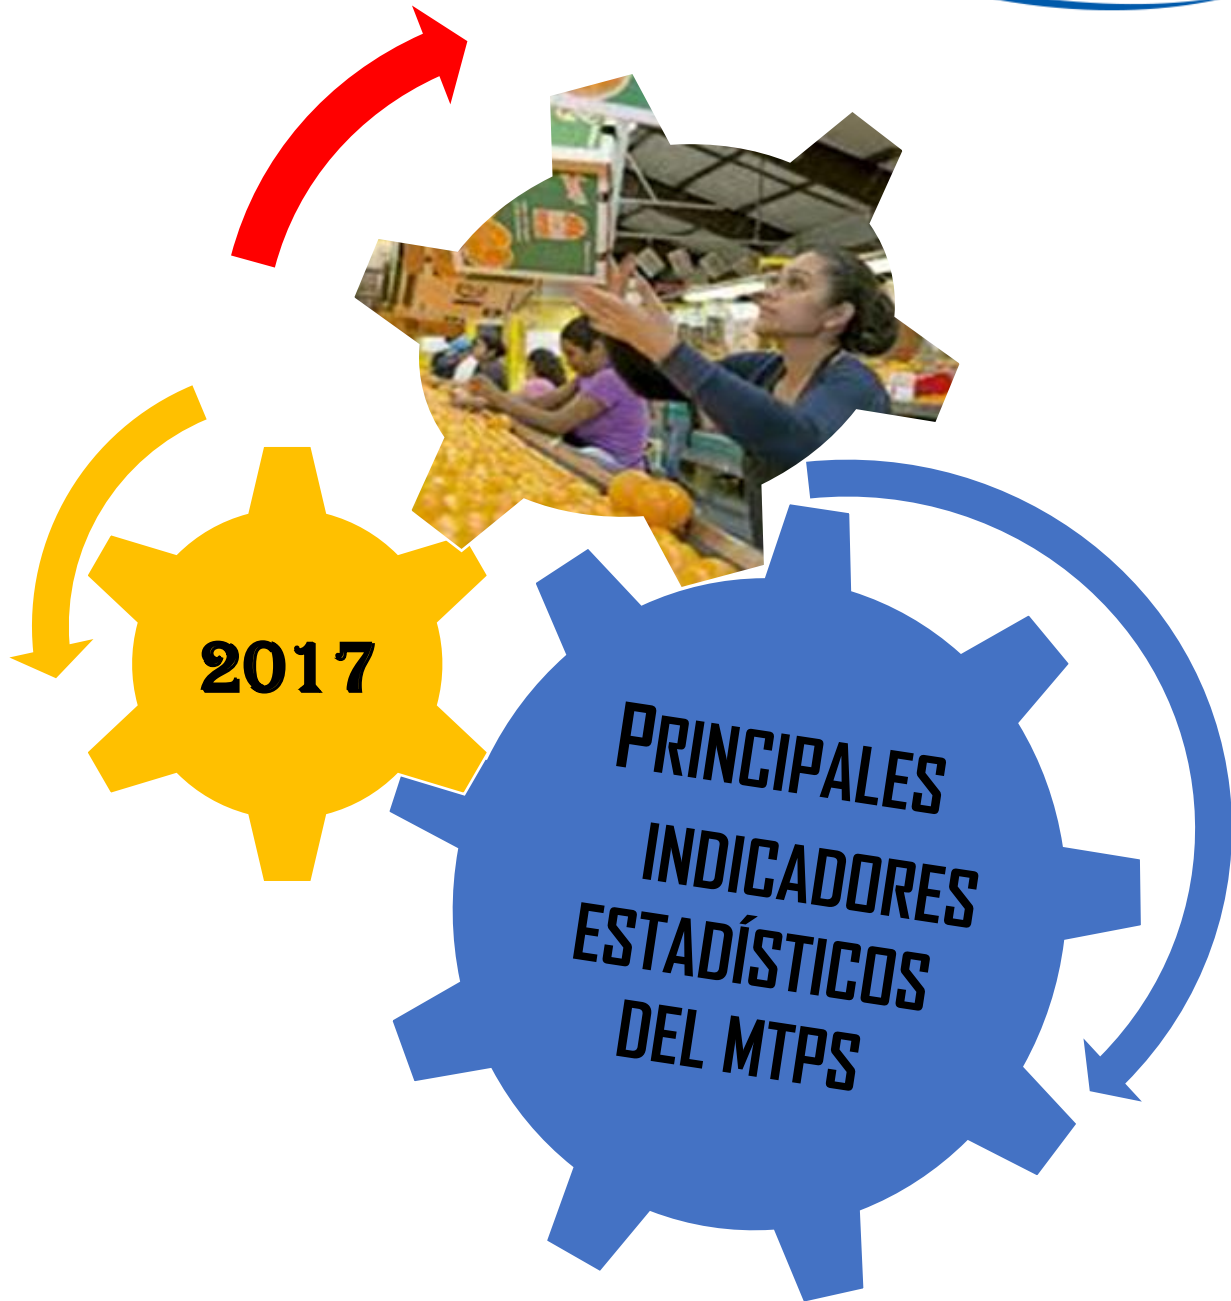 2017
PRINCIPALES
INDICADORES
ESTADÍSTICOS
DEL MTPS